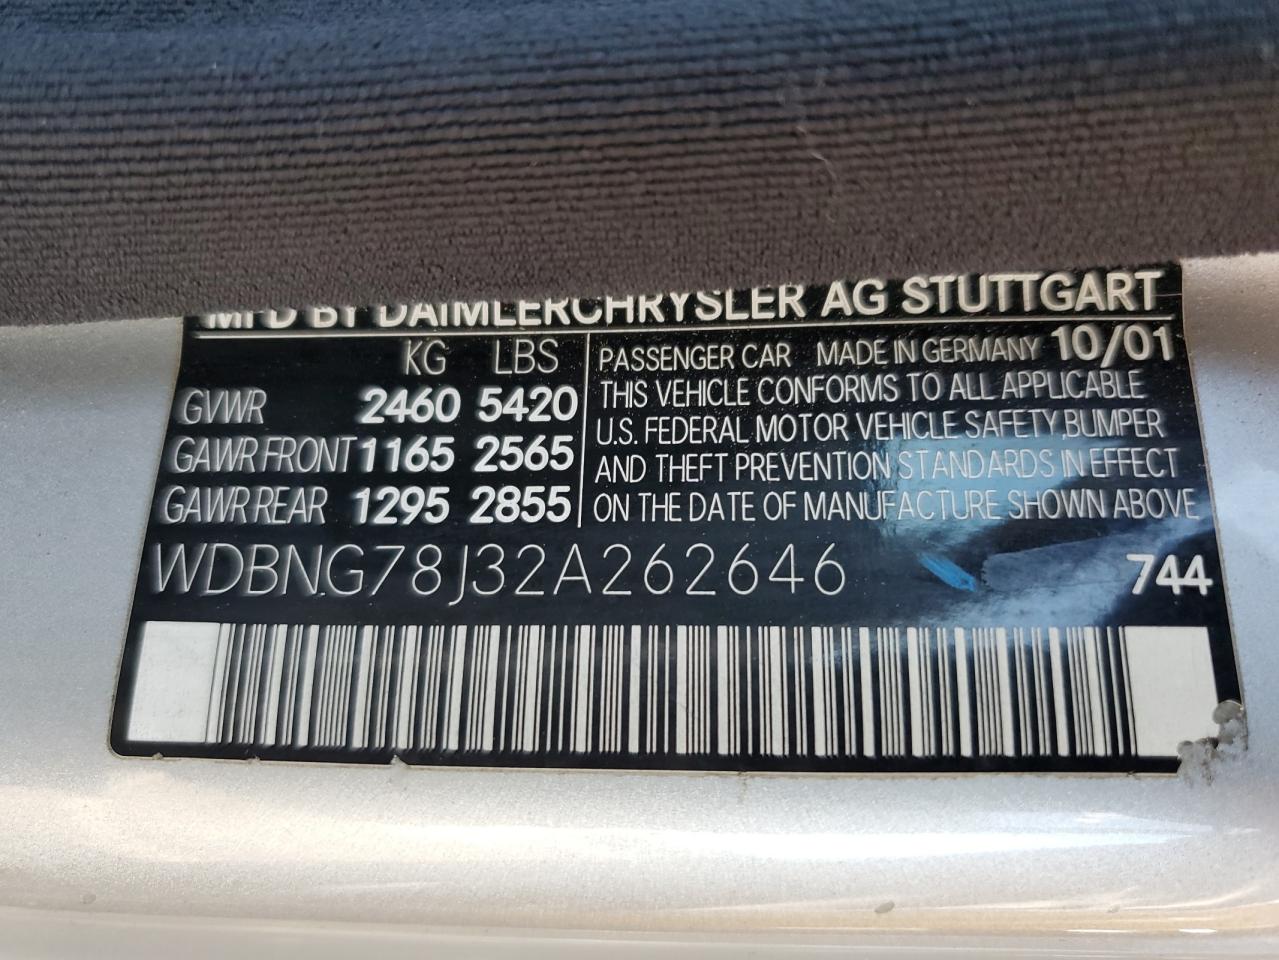 MFD BY DAIMLERCHRYSLER AG STUTTGART
KG LBS
GVWR 2460 5420
GAWR FRONT 1165 2565
GAWR REAR 1295 2855
PASSENGER CAR MADE IN GERMANY 10/01
THIS VEHICLE CONFORMS TO ALL APPLICABLE
U.S. FEDERAL MOTOR VEHICLE SAFETY, BUMPER
AND THEFT PREVENTION STANDARDS IN EFFECT
ON THE DATE OF MANUFACTURE SHOWN ABOVE
WDBNG78J32A262646 744